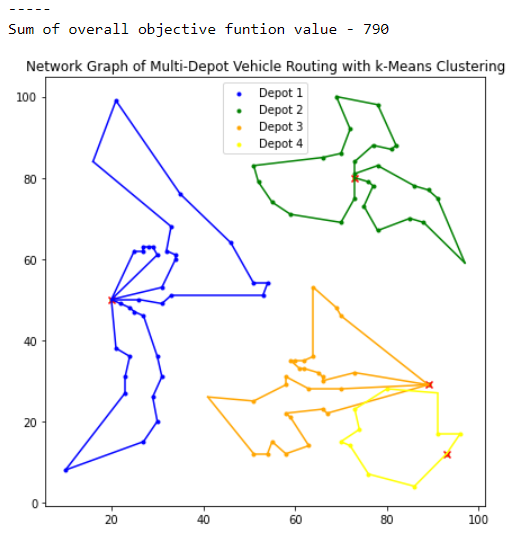 -----
Sum of overall objective funtion value - 790
Network Graph of Multi-Depot Vehicle Routing with k-Means Clustering
Depot 1
Depot 2
Depot 3
Depot 4
100
80
60
40
20
0
20 40 60 80 100